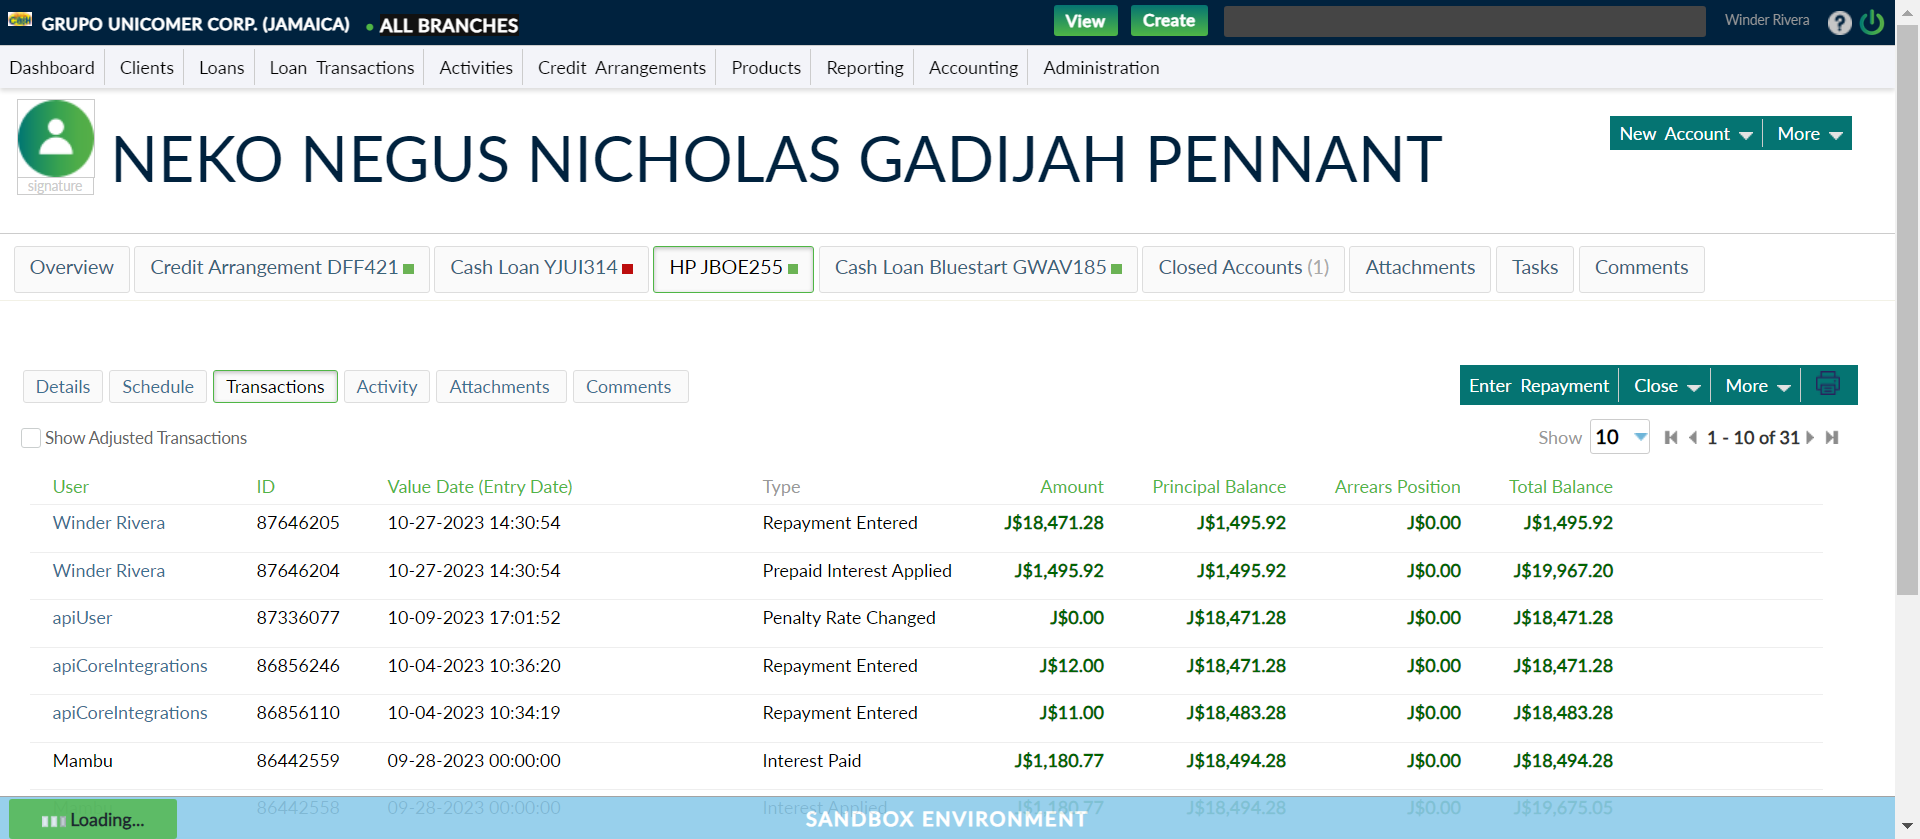 GRUPO UNICOMER CORP. (JAMAICA) ALL BRANCHES View Create Winder Rivera ?
Dashboard Clients Loans Loan Transactions Activities Credit Arrangements Products Reporting Accounting Administration
signature
NEKO NEGUS NICHOLAS GADIJAH PENNANT
New Account More
Overview Credit Arrangement DFF421 Cash Loan YJUI314 HP JBOE255 Cash Loan Bluestart GWAV185 Closed Accounts (1) Attachments Tasks Comments
Details Schedule Transactions Activity Attachments Comments Enter Repayment Close More
Show Adjusted Transactions Show 10 1 - 10 of 31
User ID Value Date (Entry Date) Type Amount Principal Balance Arrears Position Total Balance
Winder Rivera 87646205 10-27-2023 14:30:54 Repayment Entered J$18,471.28 J$1,495.92 J$0.00 J$1,495.92
Winder Rivera 87646204 10-27-2023 14:30:54 Prepaid Interest Applied J$1,495.92 J$1,495.92 J$0.00 J$19,967.20
apiUser 87336077 10-09-2023 17:01:52 Penalty Rate Changed J$0.00 J$18,471.28 J$0.00 J$18,471.28
apiCoreIntegrations 86856246 10-04-2023 10:36:20 Repayment Entered J$12.00 J$18,471.28 J$0.00 J$18,471.28
apiCoreIntegrations 86856110 10-04-2023 10:34:19 Repayment Entered J$11.00 J$18,483.28 J$0.00 J$18,483.28
Mambu 86442559 09-28-2023 00:00:00 Interest Paid J$1,180.77 J$18,494.28 J$0.00 J$18,494.28
86442558 09-28-2023 00:00:00 Interest Applied J$1,180.77 J$18,494.28 J$0.00 J$19,675.05
Loading... SANDBOX ENVIRONMENT